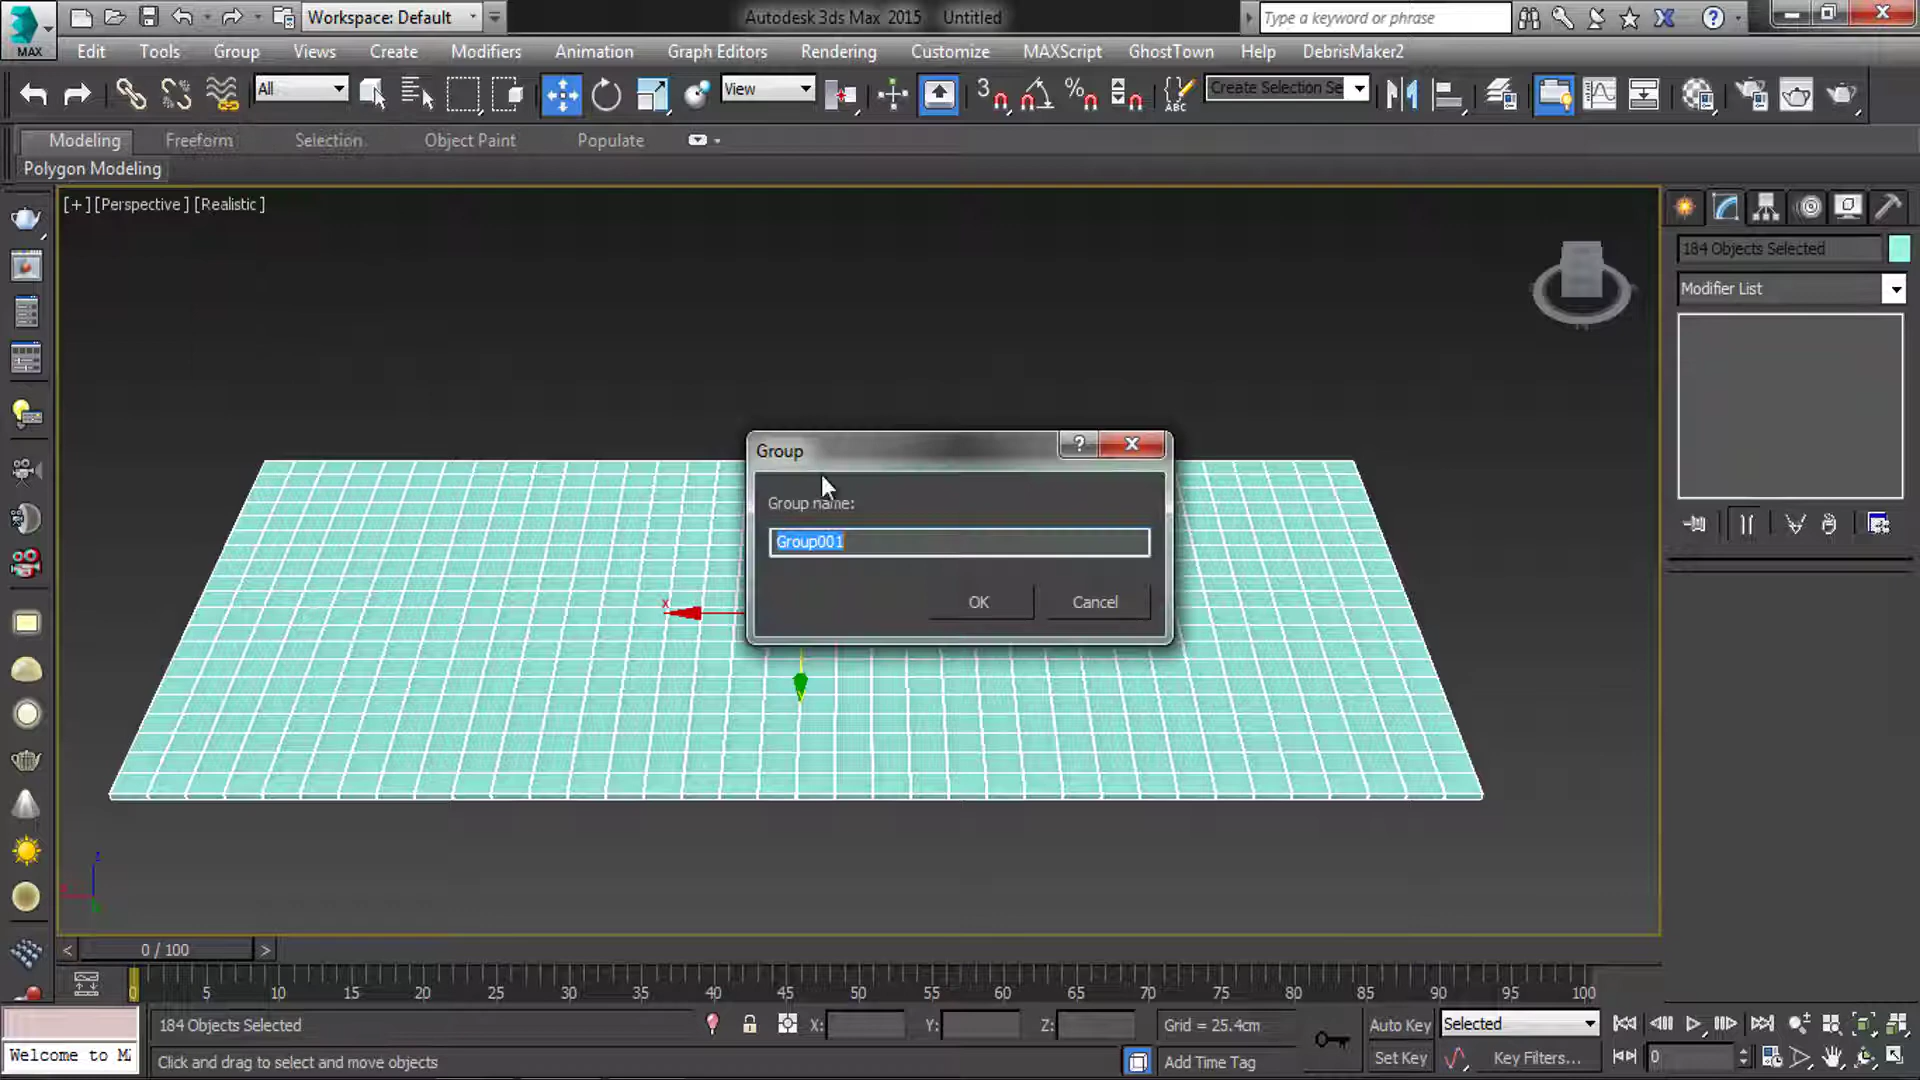 Workspace: Default
Autodesk 3ds Max 2015 Untitled
Type a keyword or phrase
MAX
Edit Tools Group Views Create Modifiers Animation Graph Editors Rendering Customize MAXScript GhostTown Help DebrisMaker2
All
View
3
%
ABC
Create Selection Se
Modeling Freeform Selection Object Paint Populate
Polygon Modeling
[+] [Perspective] [Realistic]
184 Objects Selected
Modifier List
Group
?
Group name:
Group001
OK Cancel
x
z
< 0 / 100 >
0 5 10 15 20 25 30 35 40 45 50 55 60 65 70 75 80 85 90 95 100
184 Objects Selected
X: Y: Z:
Grid = 25.4cm
Auto Key Selected
Welcome to M
Click and drag to select and move objects
Add Time Tag
Set Key Key Filters...
0